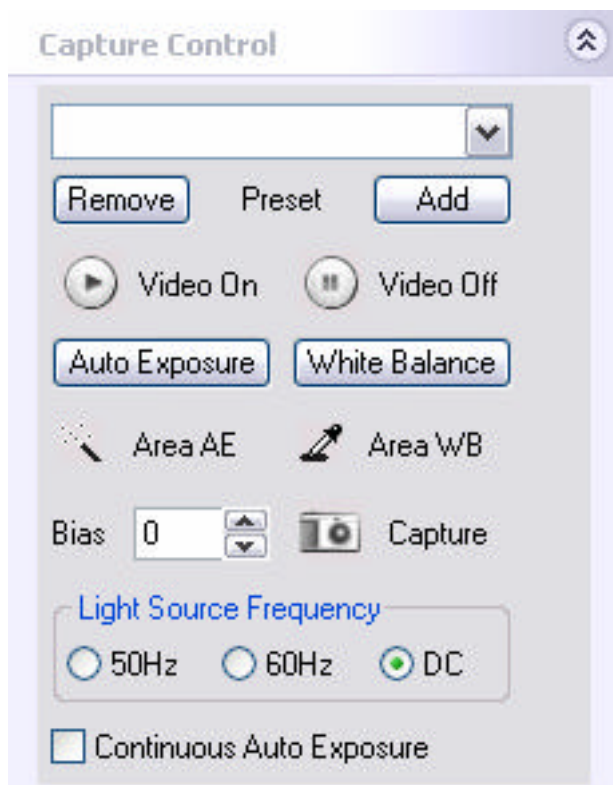 Capture Control
Remove Preset Add
Video On Video Off
Auto Exposure White Balance
Area AE Area WB
Bias 0 Capture
Light Source Frequency
50Hz 60Hz DC
Continuous Auto Exposure